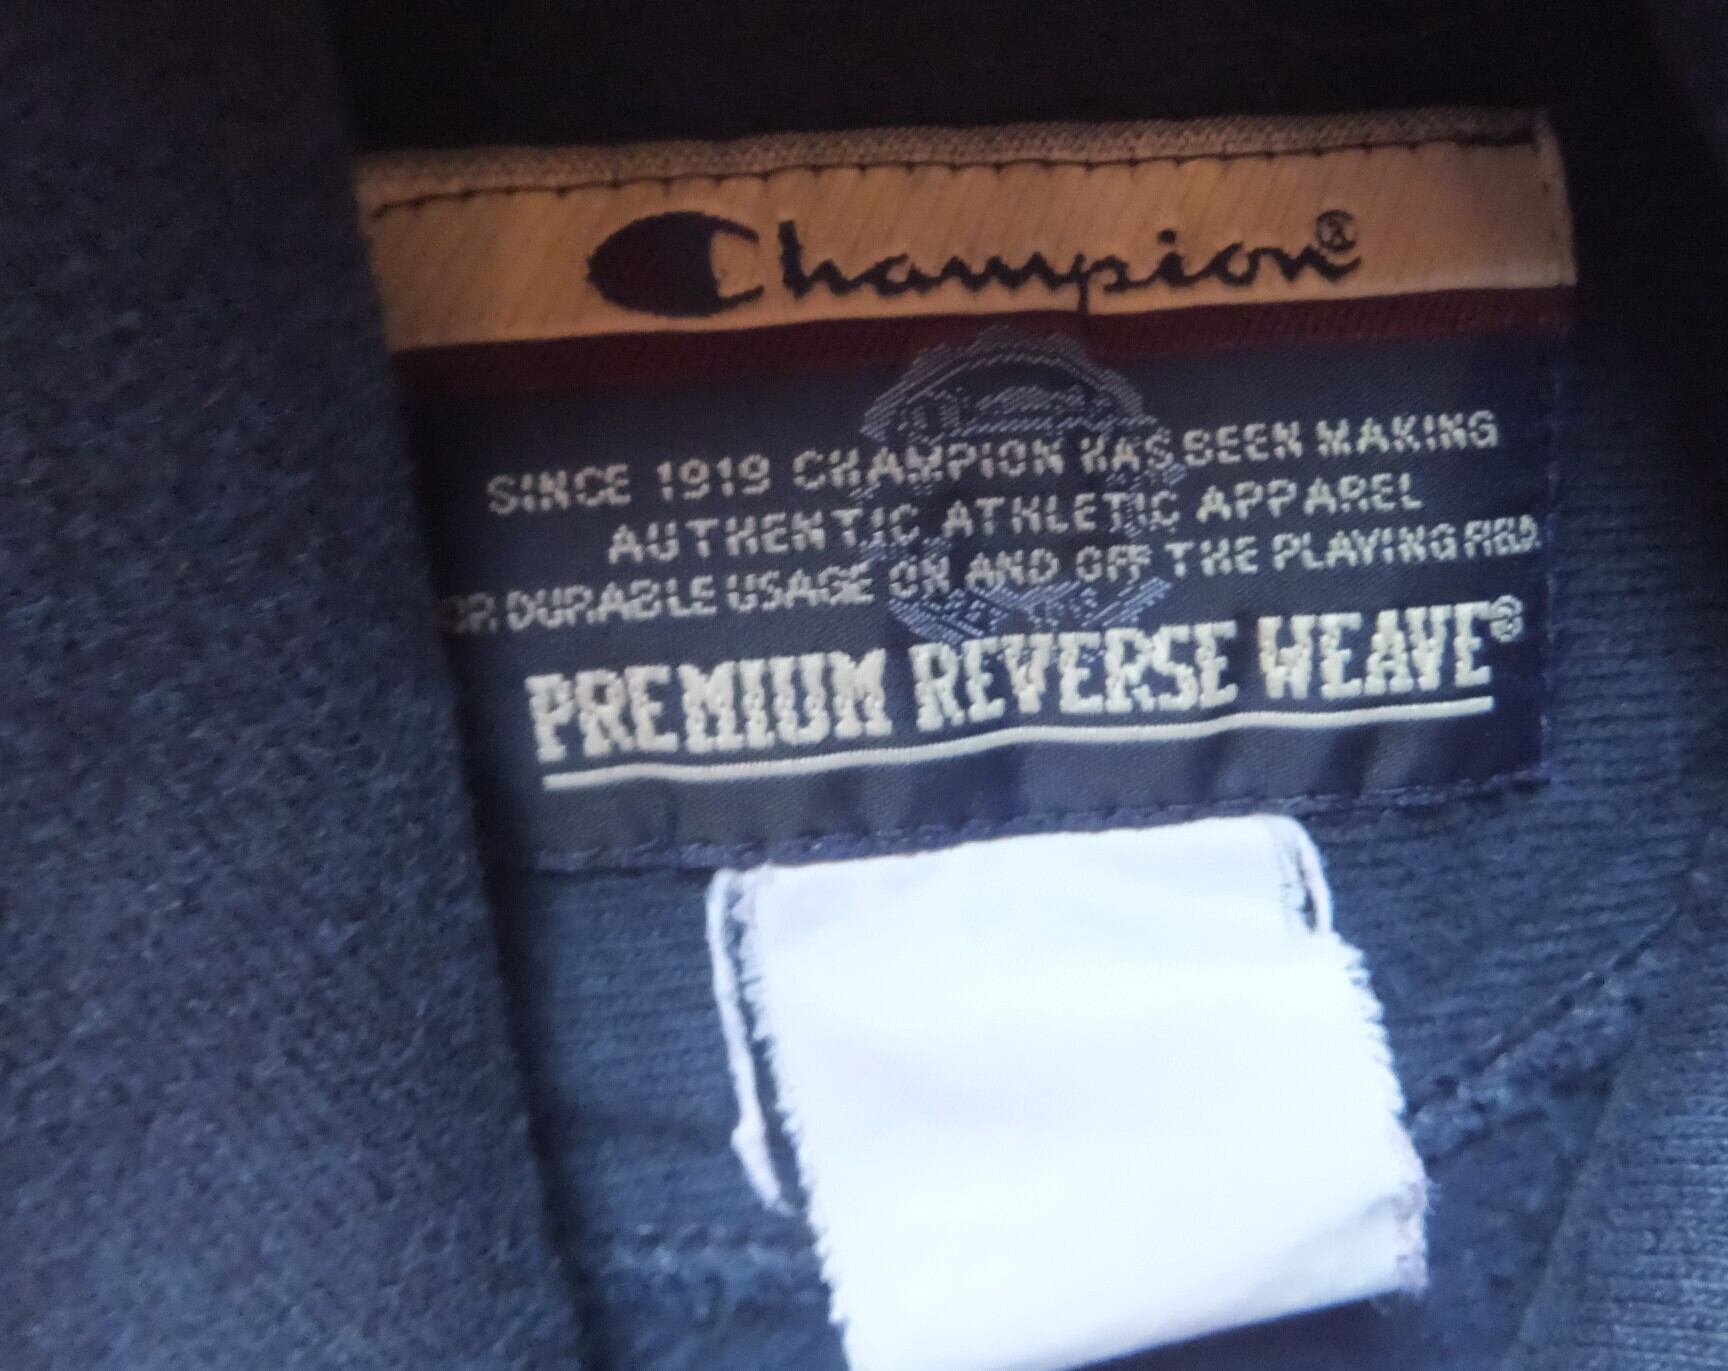 Champion®
SINCE 1919 CHAMPION HAS BEEN MAKING
AUTHENTIC ATHLETIC APPAREL
DURABLE USAGE ON AND OFF THE PLAYING
PREMIUM REVERSE WEAVE®